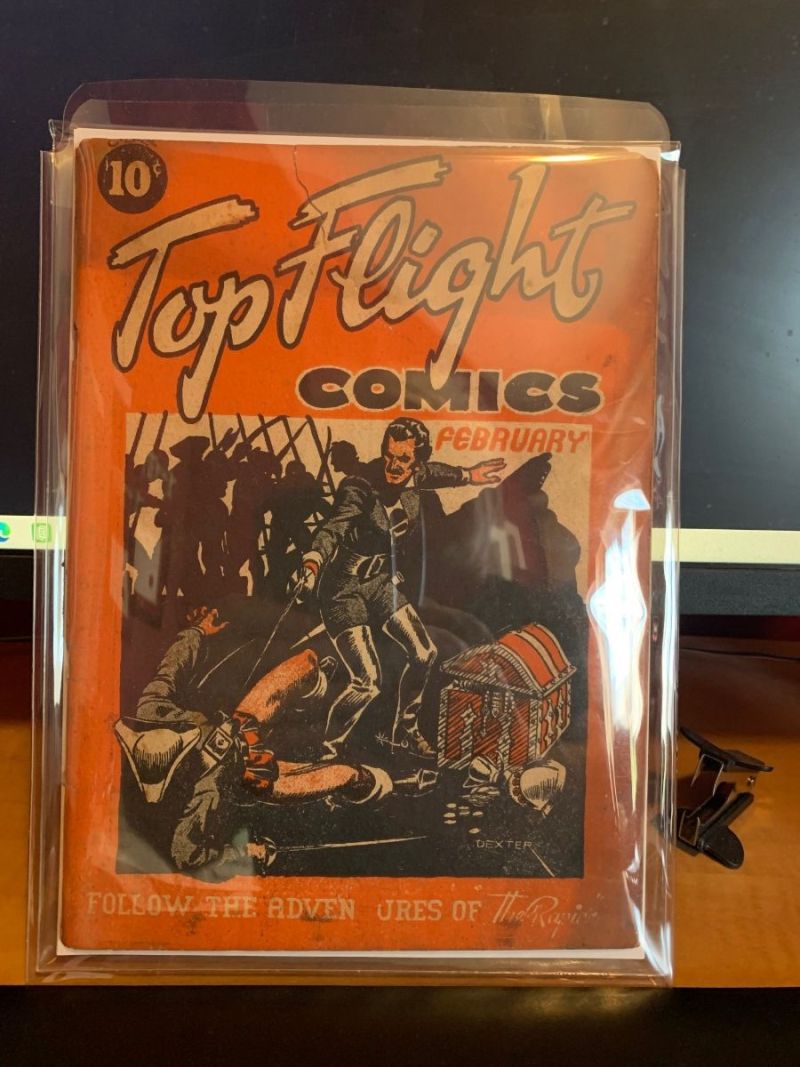 10¢
Top Flight
COMICS
FEBRUARY
DEXTER
FOLLOW THE ADVEN URES OF "The Rapier"